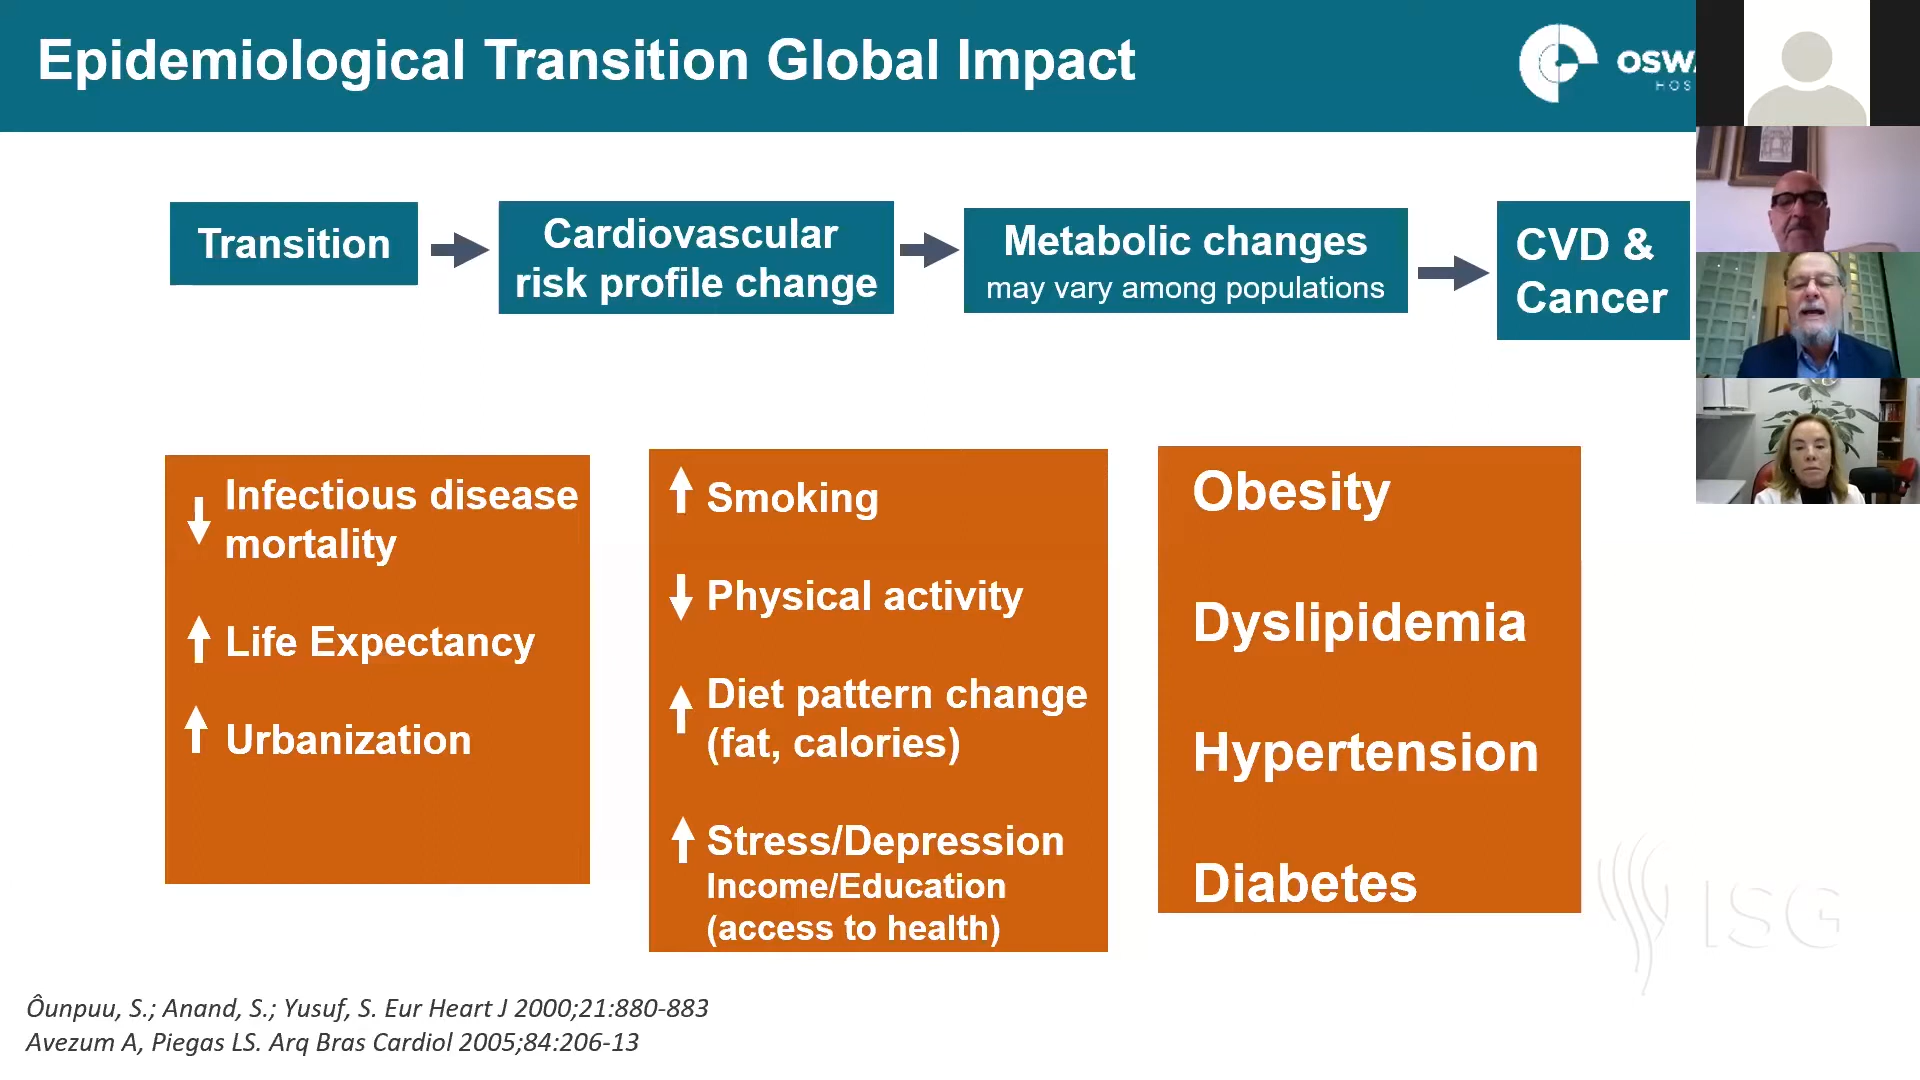 Epidemiological Transition Global Impact
Transition
Cardiovascular
risk profile change
Metabolic changes
may vary among populations
CVD &
Cancer
Infectious disease
mortality
Life Expectancy
Urbanization
Smoking
Physical activity
Diet pattern change
(fat, calories)
Stress/Depression
Income/Education
(access to health)
Obesity
Dyslipidemia
Hypertension
Diabetes
ISG
Ôunpuu, S.; Anand, S.; Yusuf, S. Eur Heart J 2000;21:880-883
Avezum A, Piegas LS. Arq Bras Cardiol 2005;84:206-13